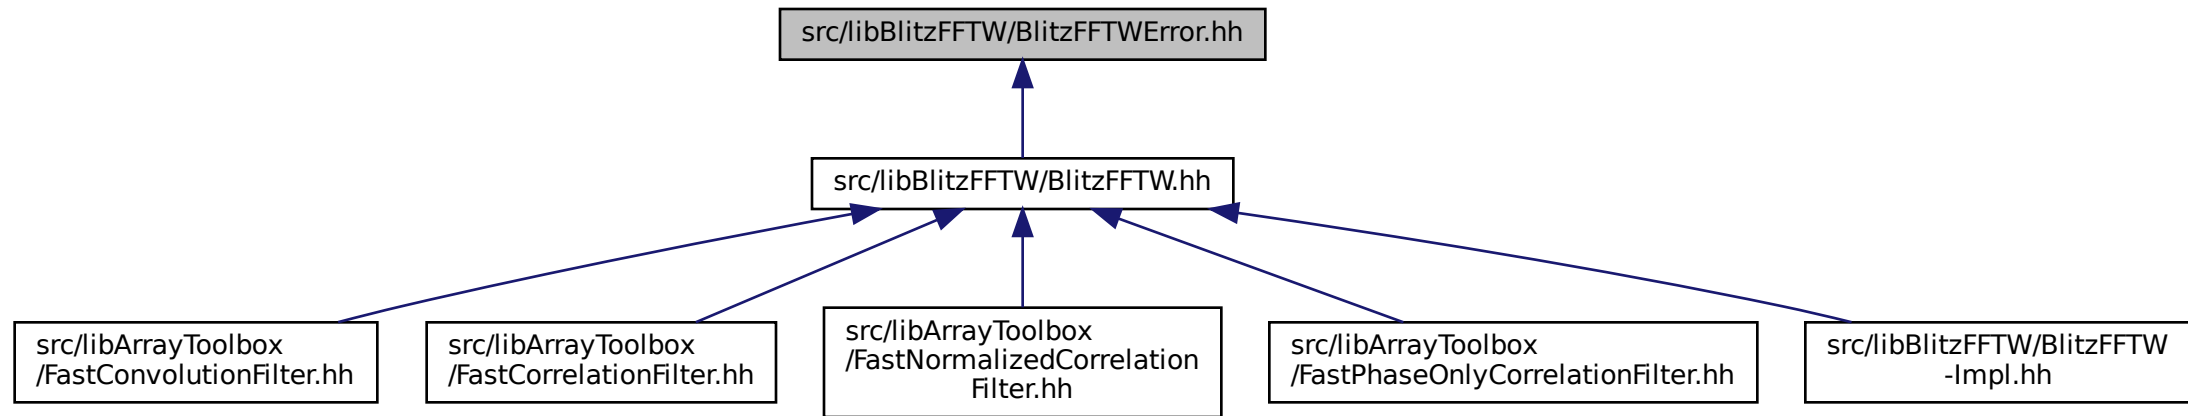 src/libBlitzFFTW/BlitzFFTWError.hh
src/libBlitzFFTW/BlitzFFTW.hh
src/libArrayToolbox
/FastConvolutionFilter.hh
src/libArrayToolbox
/FastCorrelationFilter.hh
src/libArrayToolbox
/FastNormalizedCorrelation
Filter.hh
src/libArrayToolbox
/FastPhaseOnlyCorrelationFilter.hh
src/libBlitzFFTW/BlitzFFTW
-Impl.hh